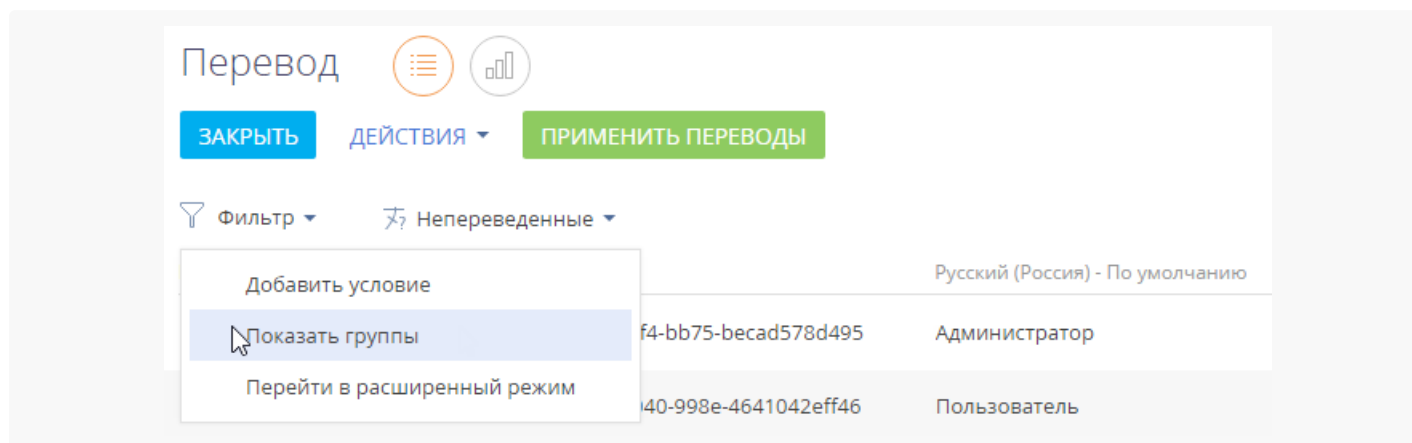 Перевод
ЗАКРЫТЬ ДЕЙСТВИЯ ПРИМЕНИТЬ ПЕРЕВОДЫ
Фильтр Непереведенные
Русский (Россия) - По умолчанию
Добавить условие
Показать группы f4-bb75-becad578d495 Администратор
Перейти в расширенный режим
40-998e-4641042eff46 Пользователь